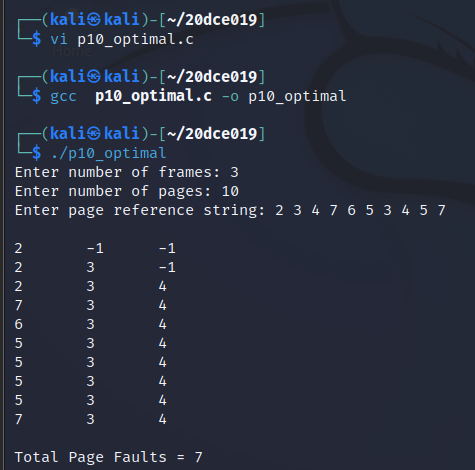 ┌──(kali㉿kali)-[~/20dce019]
└─$ vi p10_optimal.c
┌──(kali㉿kali)-[~/20dce019]
└─$ gcc  p10_optimal.c -o p10_optimal
┌──(kali㉿kali)-[~/20dce019]
└─$ ./p10_optimal
Enter number of frames: 3
Enter number of pages: 10
Enter page reference string: 2 3 4 7 6 5 3 4 5 7
2	-1	-1
2	3	-1
2	3	4
7	3	4
6	3	4
5	3	4
5	3	4
5	3	4
5	3	4
7	3	4
Total Page Faults = 7